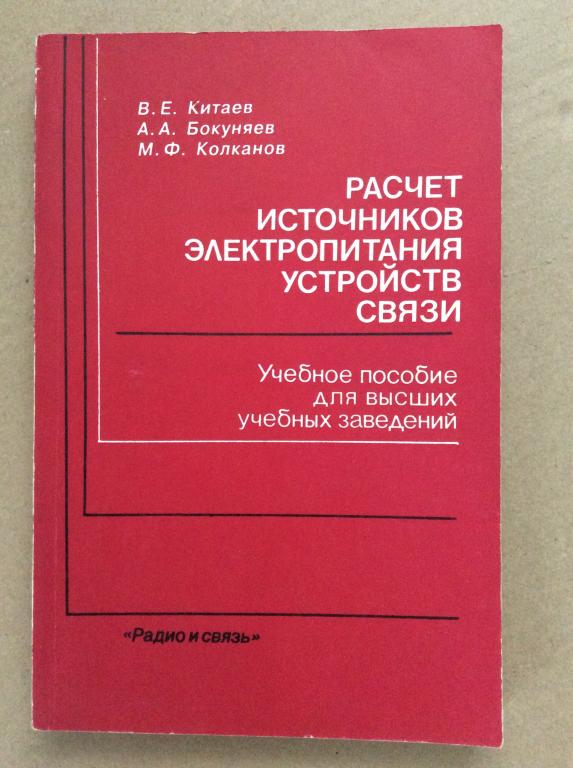 В. Е. Китаев
А. А. Бокуняев
М. Ф. Колканов
РАСЧЕТ
ИСТОЧНИКОВ
ЭЛЕКТРОПИТАНИЯ
УСТРОЙСТВ
СВЯЗИ
Учебное пособие
для высших
учебных заведений
«Радио и связь»